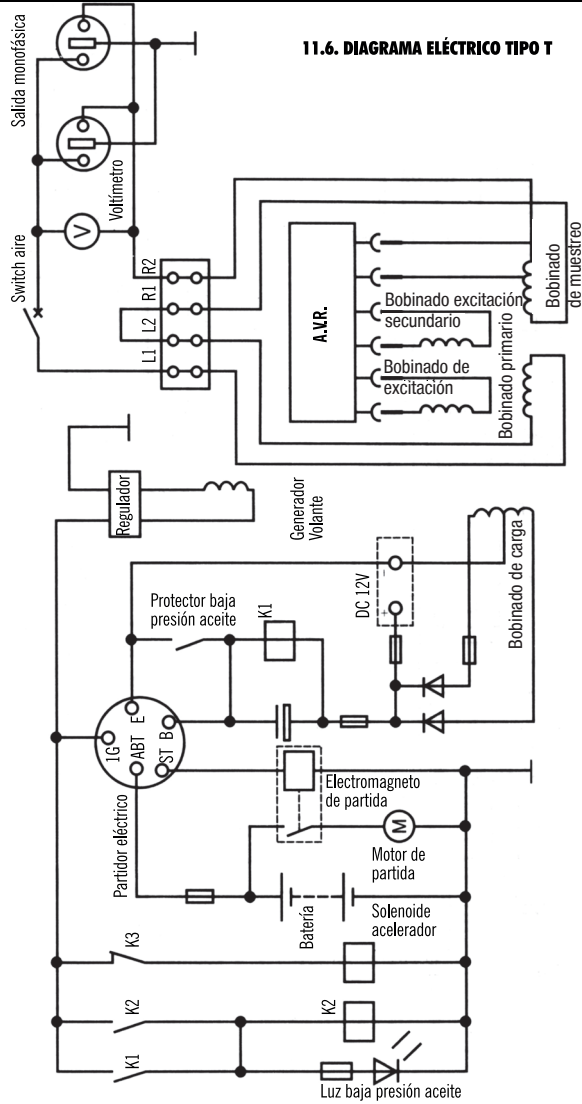 11.6. DIAGRAMA ELÉCTRICO TIPO T
Salida monofásica
Voltímetro
V
Switch aire
L1
L2
R1
R2
A.V.R.
Bobinado excitación
secundario
Bobinado de
excitación
Bobinado primario
Bobinado
de muestreo
Regulador
Generador
Volante
Protector baja
presión aceite
K1
DC 12V
+
-
Bobinado de carga
Partidor eléctrico
1G
E
ABT
ST
B
Electromagneto
de partida
M
Motor de
partida
Batería
Solenoide
acelerador
K3
K2
K2
K1
Luz baja presión aceite